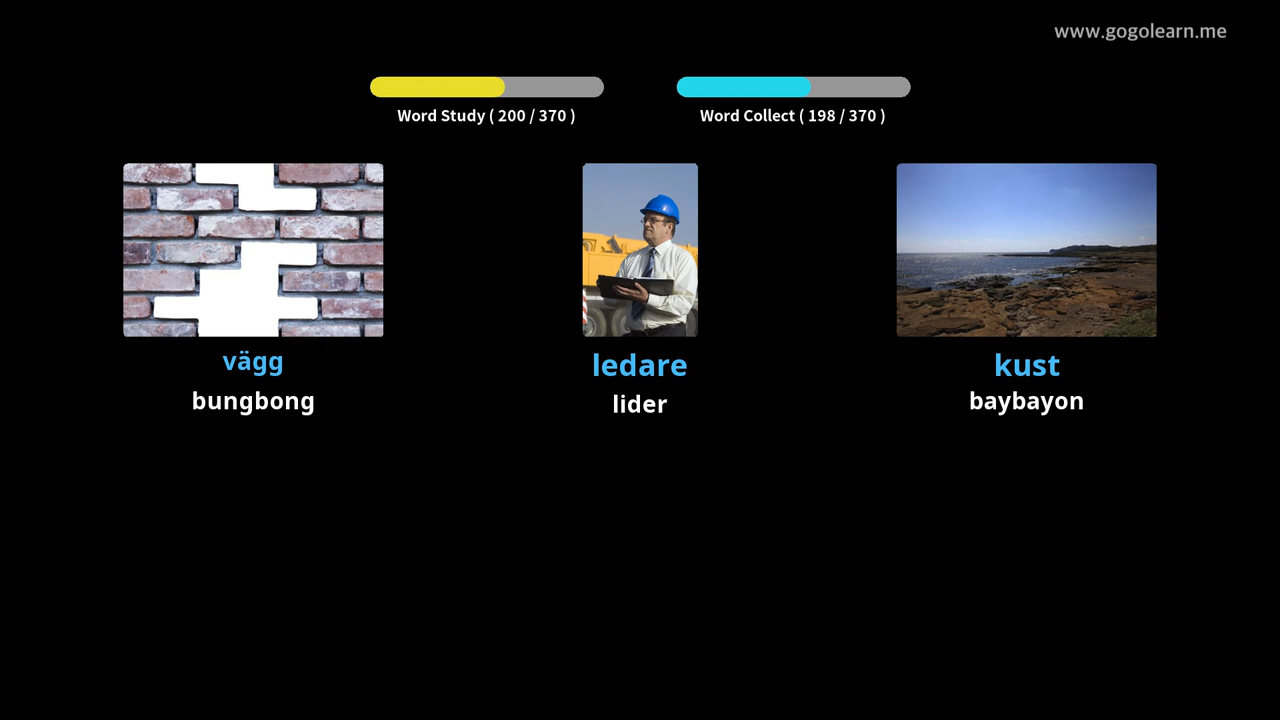 www.gogolearn.me
Word Study ( 200 / 370 )
Word Collect ( 198 / 370 )
vägg
bungbong
ledare
lider
kust
baybayon